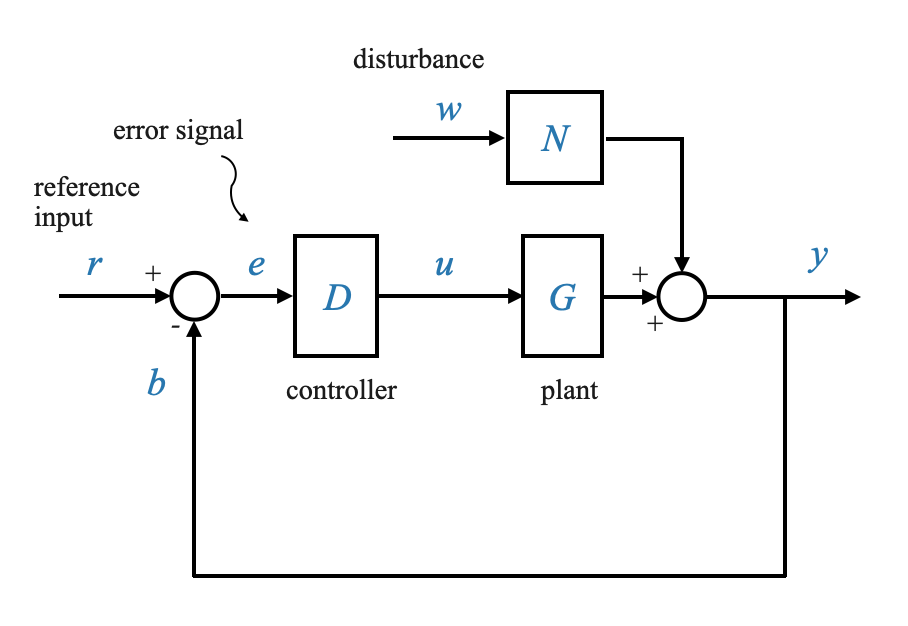 disturbance
w
N
error signal
reference
input
r
+
e
D
u
G
+
y
-
+
b
controller
plant